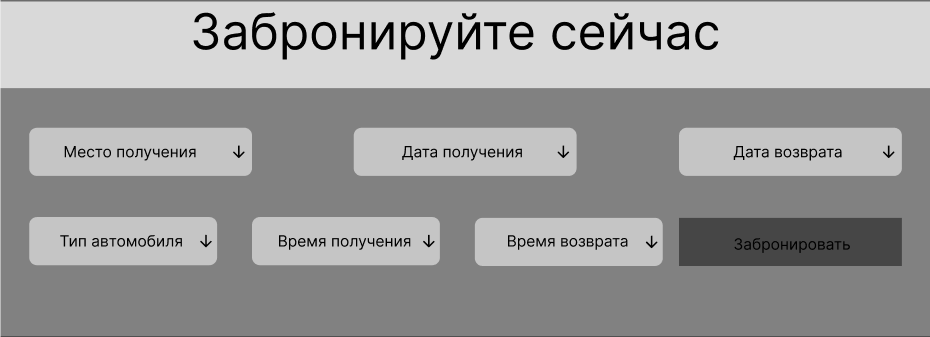 Забронируйте сейчас
Место получения ↓
Дата получения ↓
Дата возврата ↓
Тип автомобиля ↓
Время получения ↓
Время возврата ↓
Забронировать